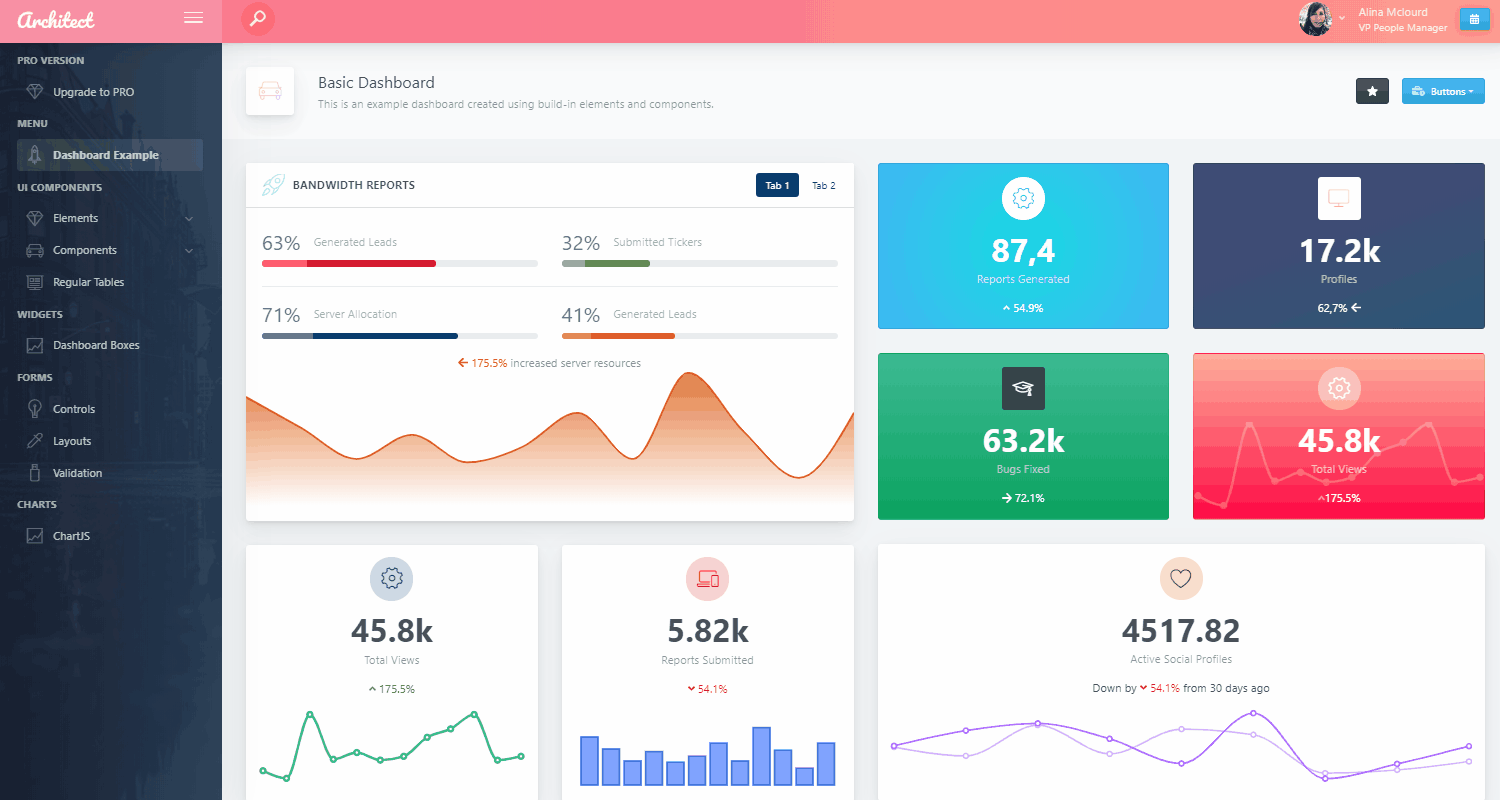 Architect
Alina Mclourd
VP People Manager
PRO VERSION
Upgrade to PRO
MENU
Dashboard Example
UI COMPONENTS
Elements
Components
Regular Tables
WIDGETS
Dashboard Boxes
FORMS
Controls
Layouts
Validation
CHARTS
ChartJS
Basic Dashboard
This is an example dashboard created using build-in elements and components.
Buttons
BANDWIDTH REPORTS
Tab 1 Tab 2
63% Generated Leads
32% Submitted Tickers
71% Server Allocation
41% Generated Leads
175.5% increased server resources
87,4
Reports Generated
54.9%
17.2k
Profiles
62,7%
63.2k
Bugs Fixed
72.1%
45.8k
Total Views
175.5%
45.8k
Total Views
175.5%
5.82k
Reports Submitted
54.1%
4517.82
Active Social Profiles
Down by 54.1% from 30 days ago